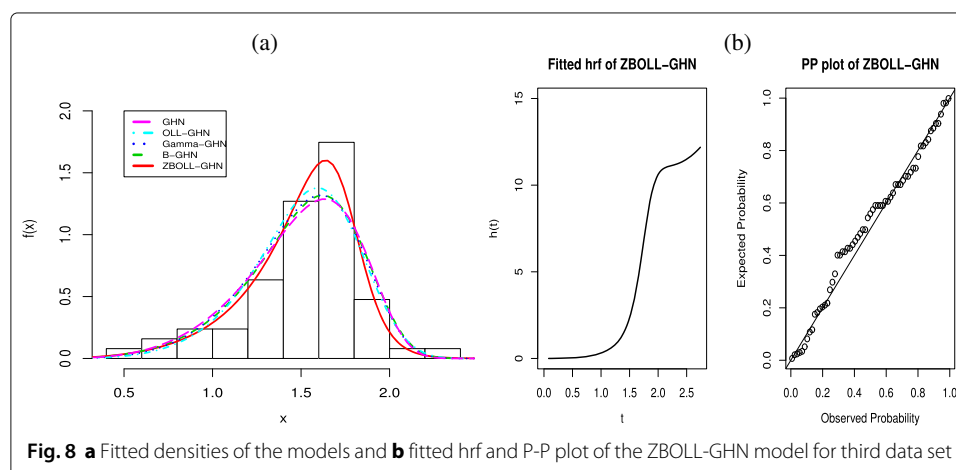 (a)
(b)
2.0
1.5
1.0
0.5
0.0
f(x)
GHN
OLL−GHN
Gamma−GHN
B−GHN
ZBOLL−GHN
0.5 1.0 1.5 2.0
x
Fitted hrf of ZBOLL−GHN
15
10
5
0
h(t)
0.0 0.5 1.0 1.5 2.0 2.5
t
PP plot of ZBOLL−GHN
1.0
0.8
0.6
0.4
0.2
0.0
Expected Probability
0.0 0.2 0.4 0.6 0.8 1.0
Observed Probability
Fig. 8 a Fitted densities of the models and b fitted hrf and P-P plot of the ZBOLL-GHN model for third data set